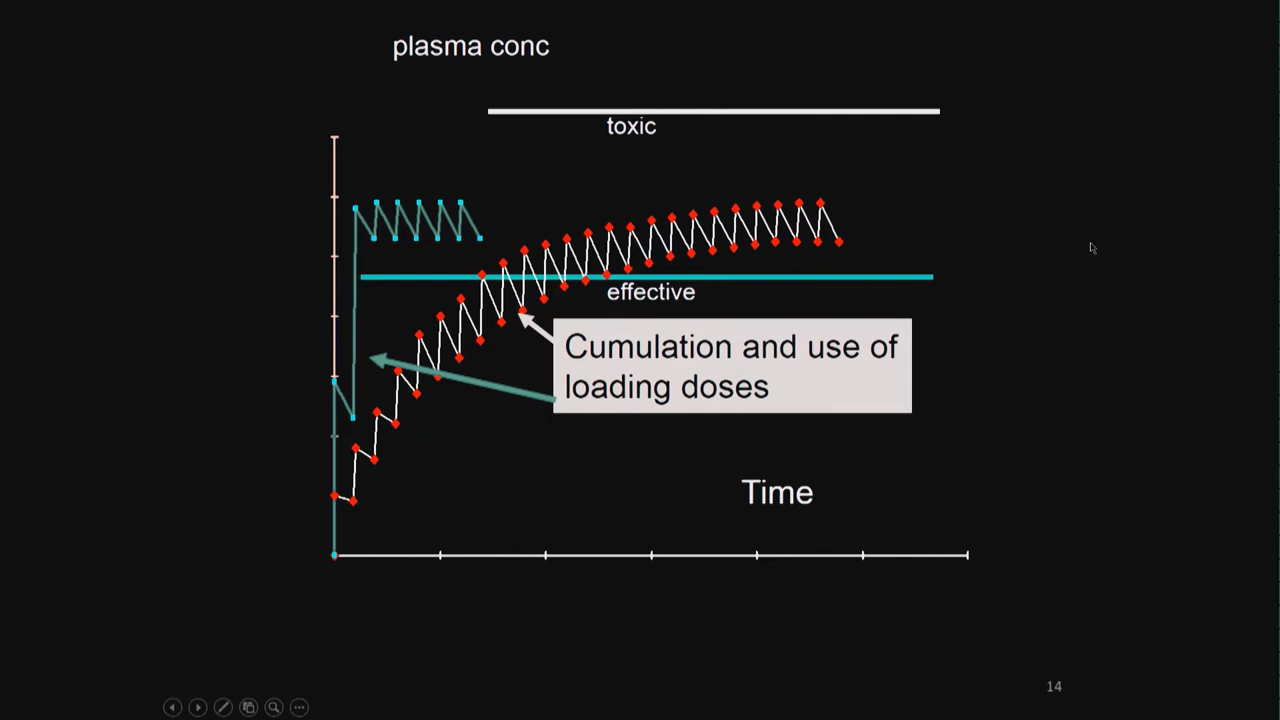 plasma conc
toxic
effective
Cumulation and use of
loading doses
Time
14